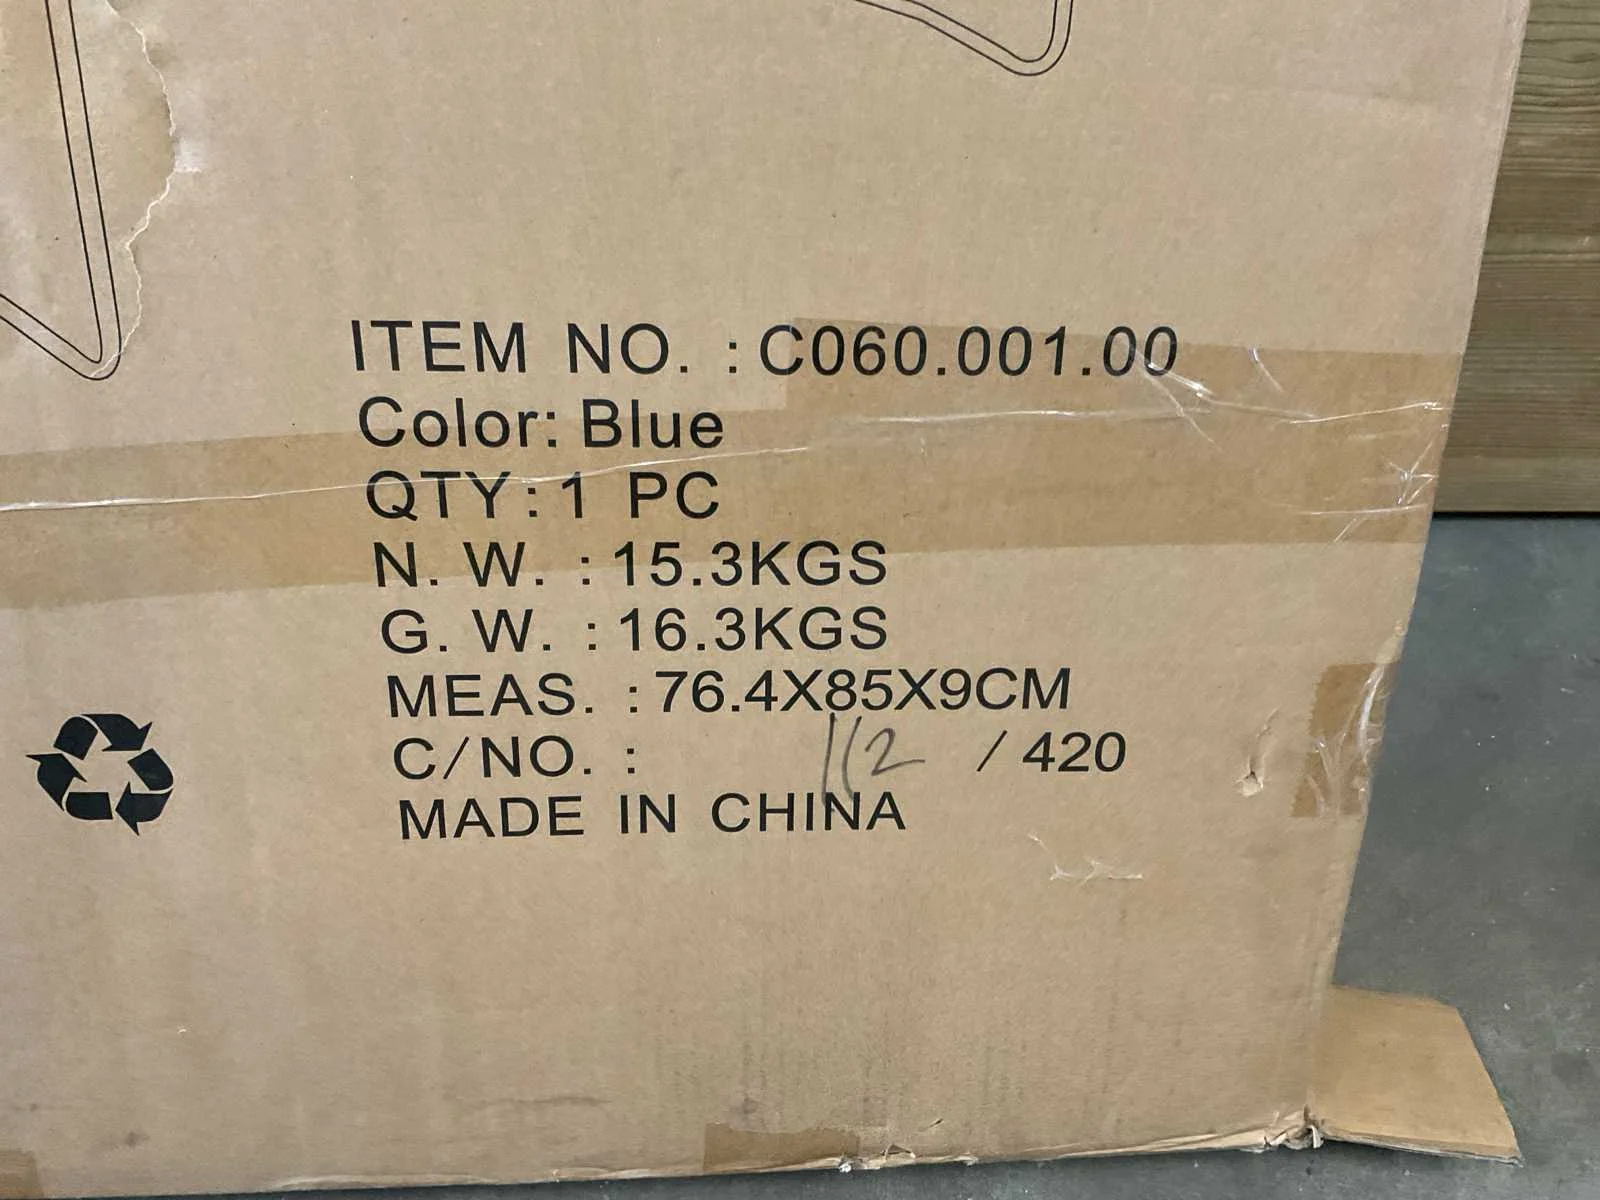 ITEM NO. : C060.001.00
Color: Blue
QTY: 1 PC
N. W. : 15.3KGS
G. W. : 16.3KGS
MEAS. : 76.4X85X9CM
C/NO. : 112 / 420
MADE IN CHINA